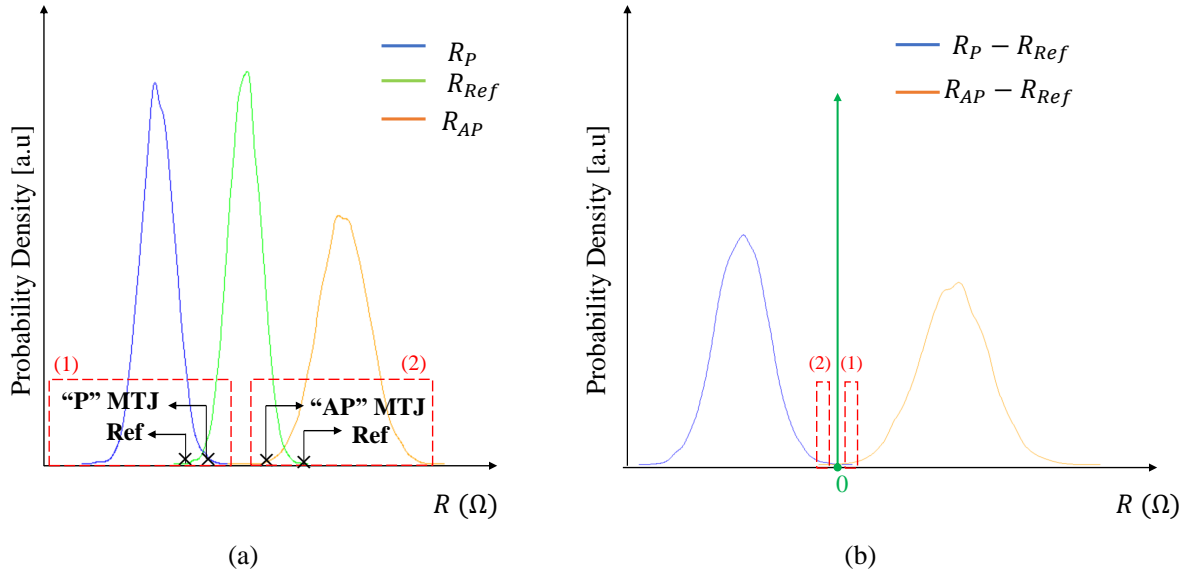 Probability Density [a.u]
R_P
R_Ref
R_AP
(1)
(2)
“P” MTJ
Ref
“AP” MTJ
Ref
R (Ω)
(a)
Probability Density [a.u]
R_P − R_Ref
R_AP − R_Ref
(2)
(1)
0
R (Ω)
(b)